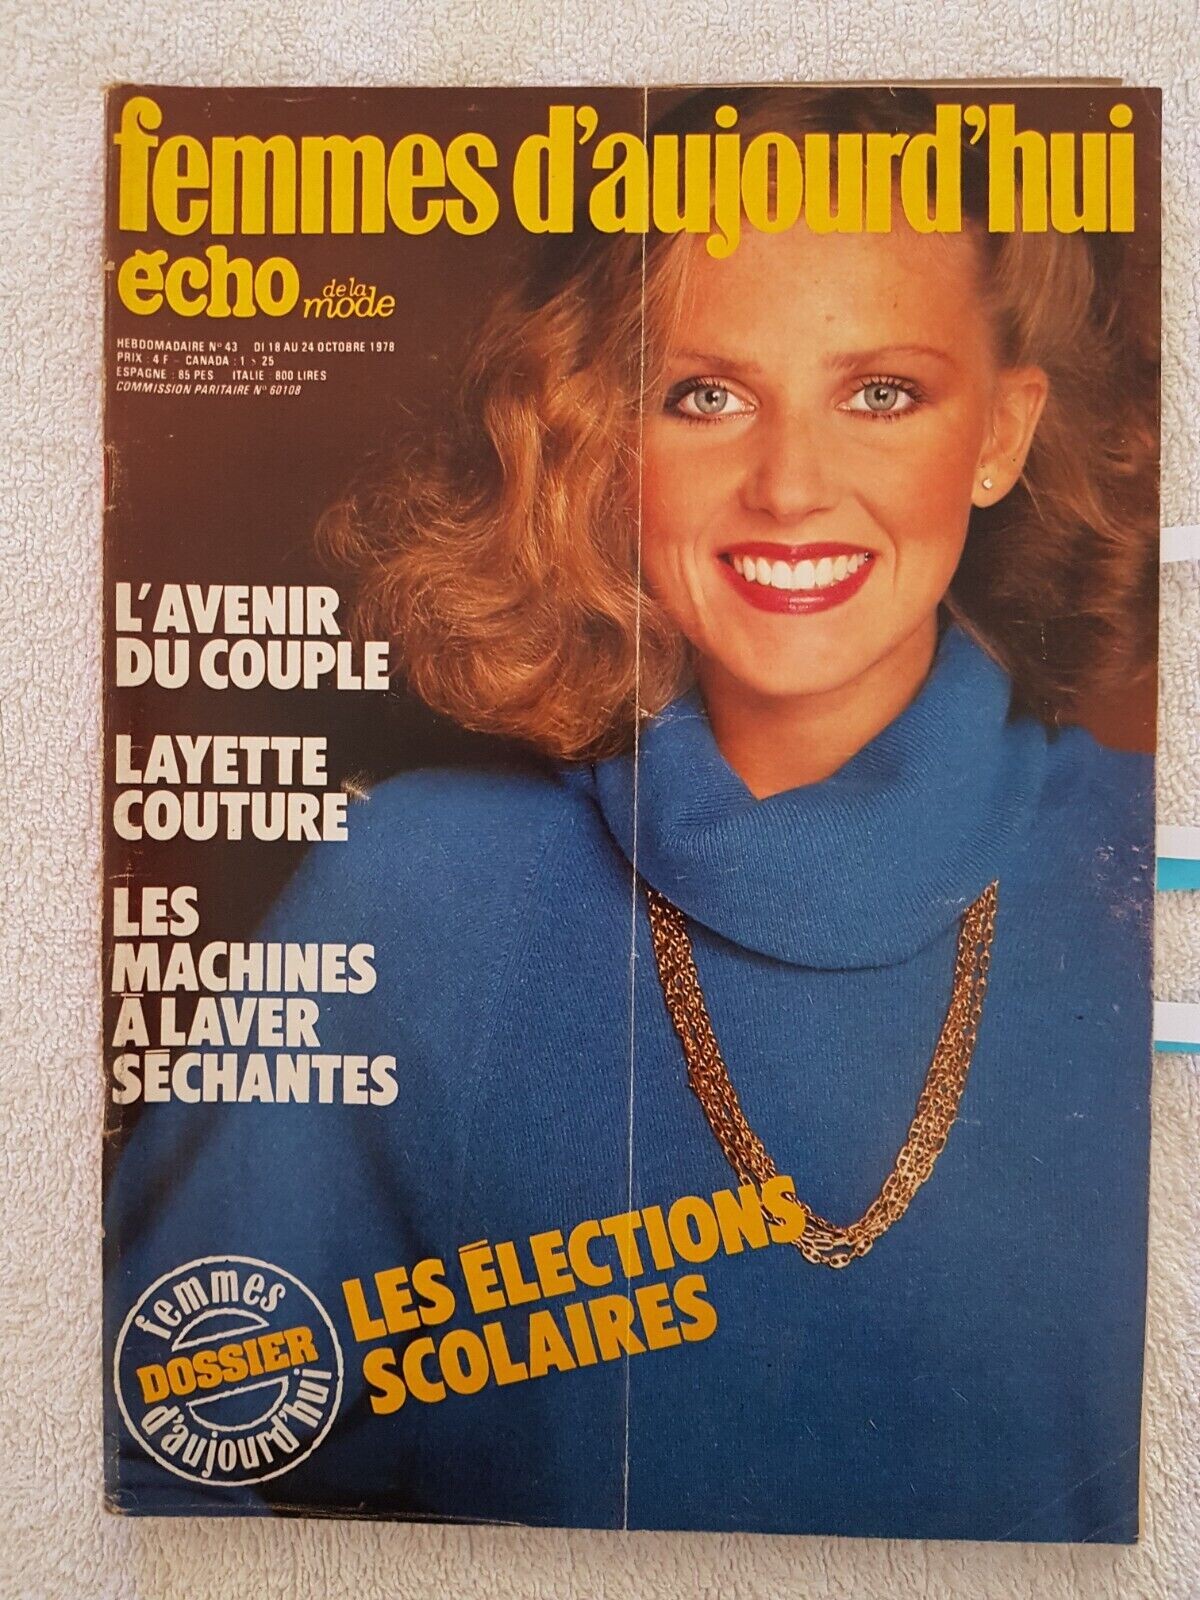 femmes d'aujourd'hui
écho de la mode
HEBDOMADAIRE N° 43 DI 18 AU 24 OCTOBRE 1978
PRIX : 4 F - CANADA : 1 25
ESPAGNE : 85 PES ITALIE : 800 LIRES
COMMISSION PARITAIRE N° 60108
L'AVENIR
DU COUPLE
LAYETTE
COUTURE
LES
MACHINES
À LAVER
SÉCHANTES
LES ÉLECTIONS
SCOLAIRES
femmes
DOSSIER
d'aujourd'hui